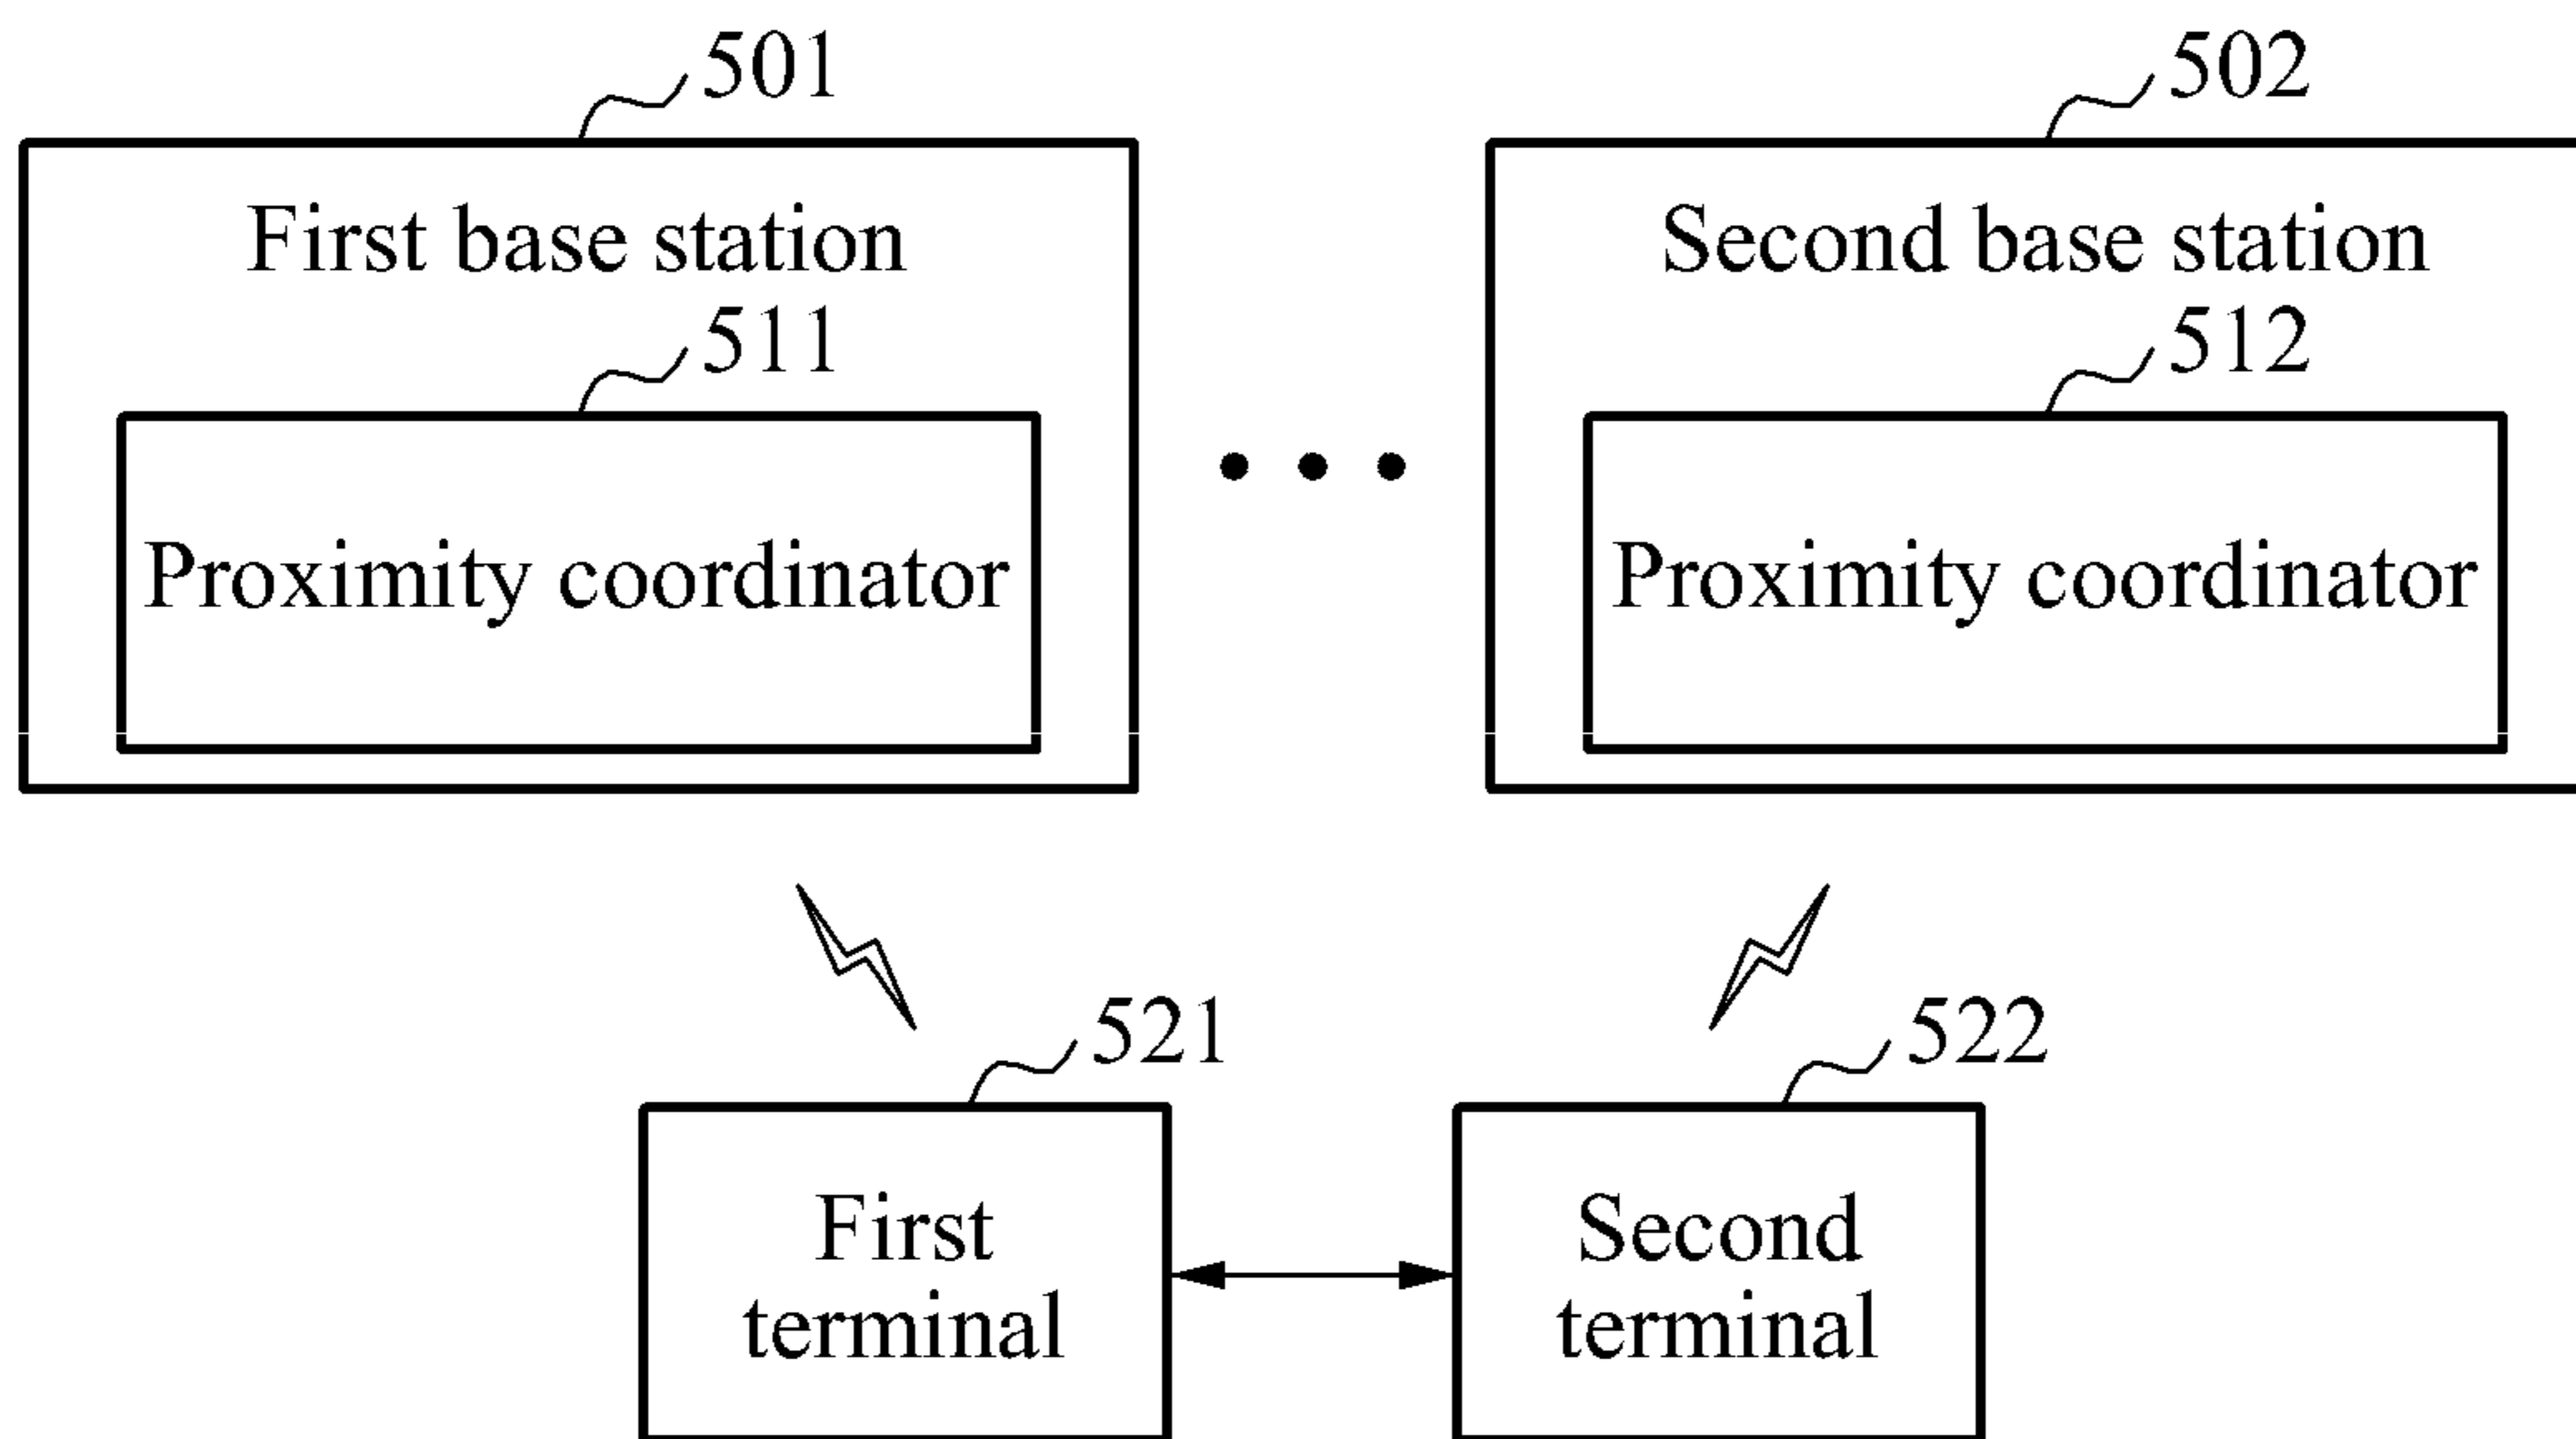 501
502
First base station
Second base station
511
512
Proximity coordinator
Proximity coordinator
521
522
First
terminal
Second
terminal